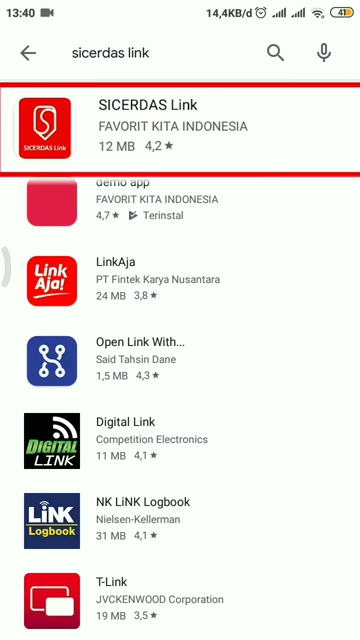 13:40
14,4KB/d
41
sicerdas link
SICERDAS Link
SICERDAS Link
FAVORIT KITA INDONESIA
12 MB 4,2 ★
demo app
FAVORIT KITA INDONESIA
4,7 ★ Terinstal
Link
Aja!
LinkAja
PT Fintek Karya Nusantara
24 MB 3,8 ★
Open Link With...
Said Tahsin Dane
1,5 MB 4,3 ★
DIGITAL
LINK
Digital Link
Competition Electronics
11 MB 4,1 ★
LiNK
Logbook
NK LiNK Logbook
Nielsen-Kellerman
31 MB 4,1 ★
T-Link
JVCKENWOOD Corporation
19 MB 3,5 ★